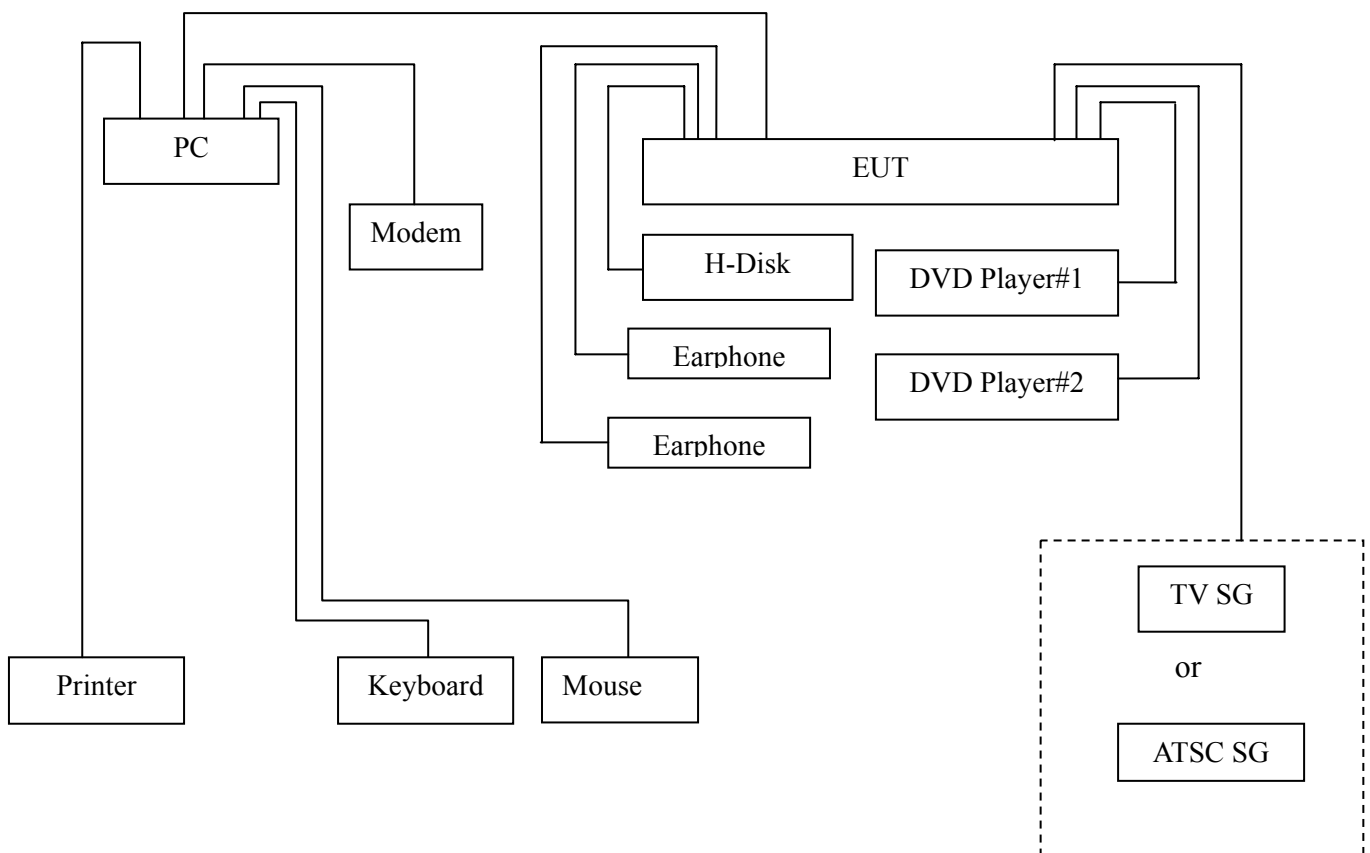 PC
EUT
Modem
H-Disk
DVD Player#1
Earphone
DVD Player#2
Earphone
TV SG
or
ATSC SG
Printer
Keyboard
Mouse